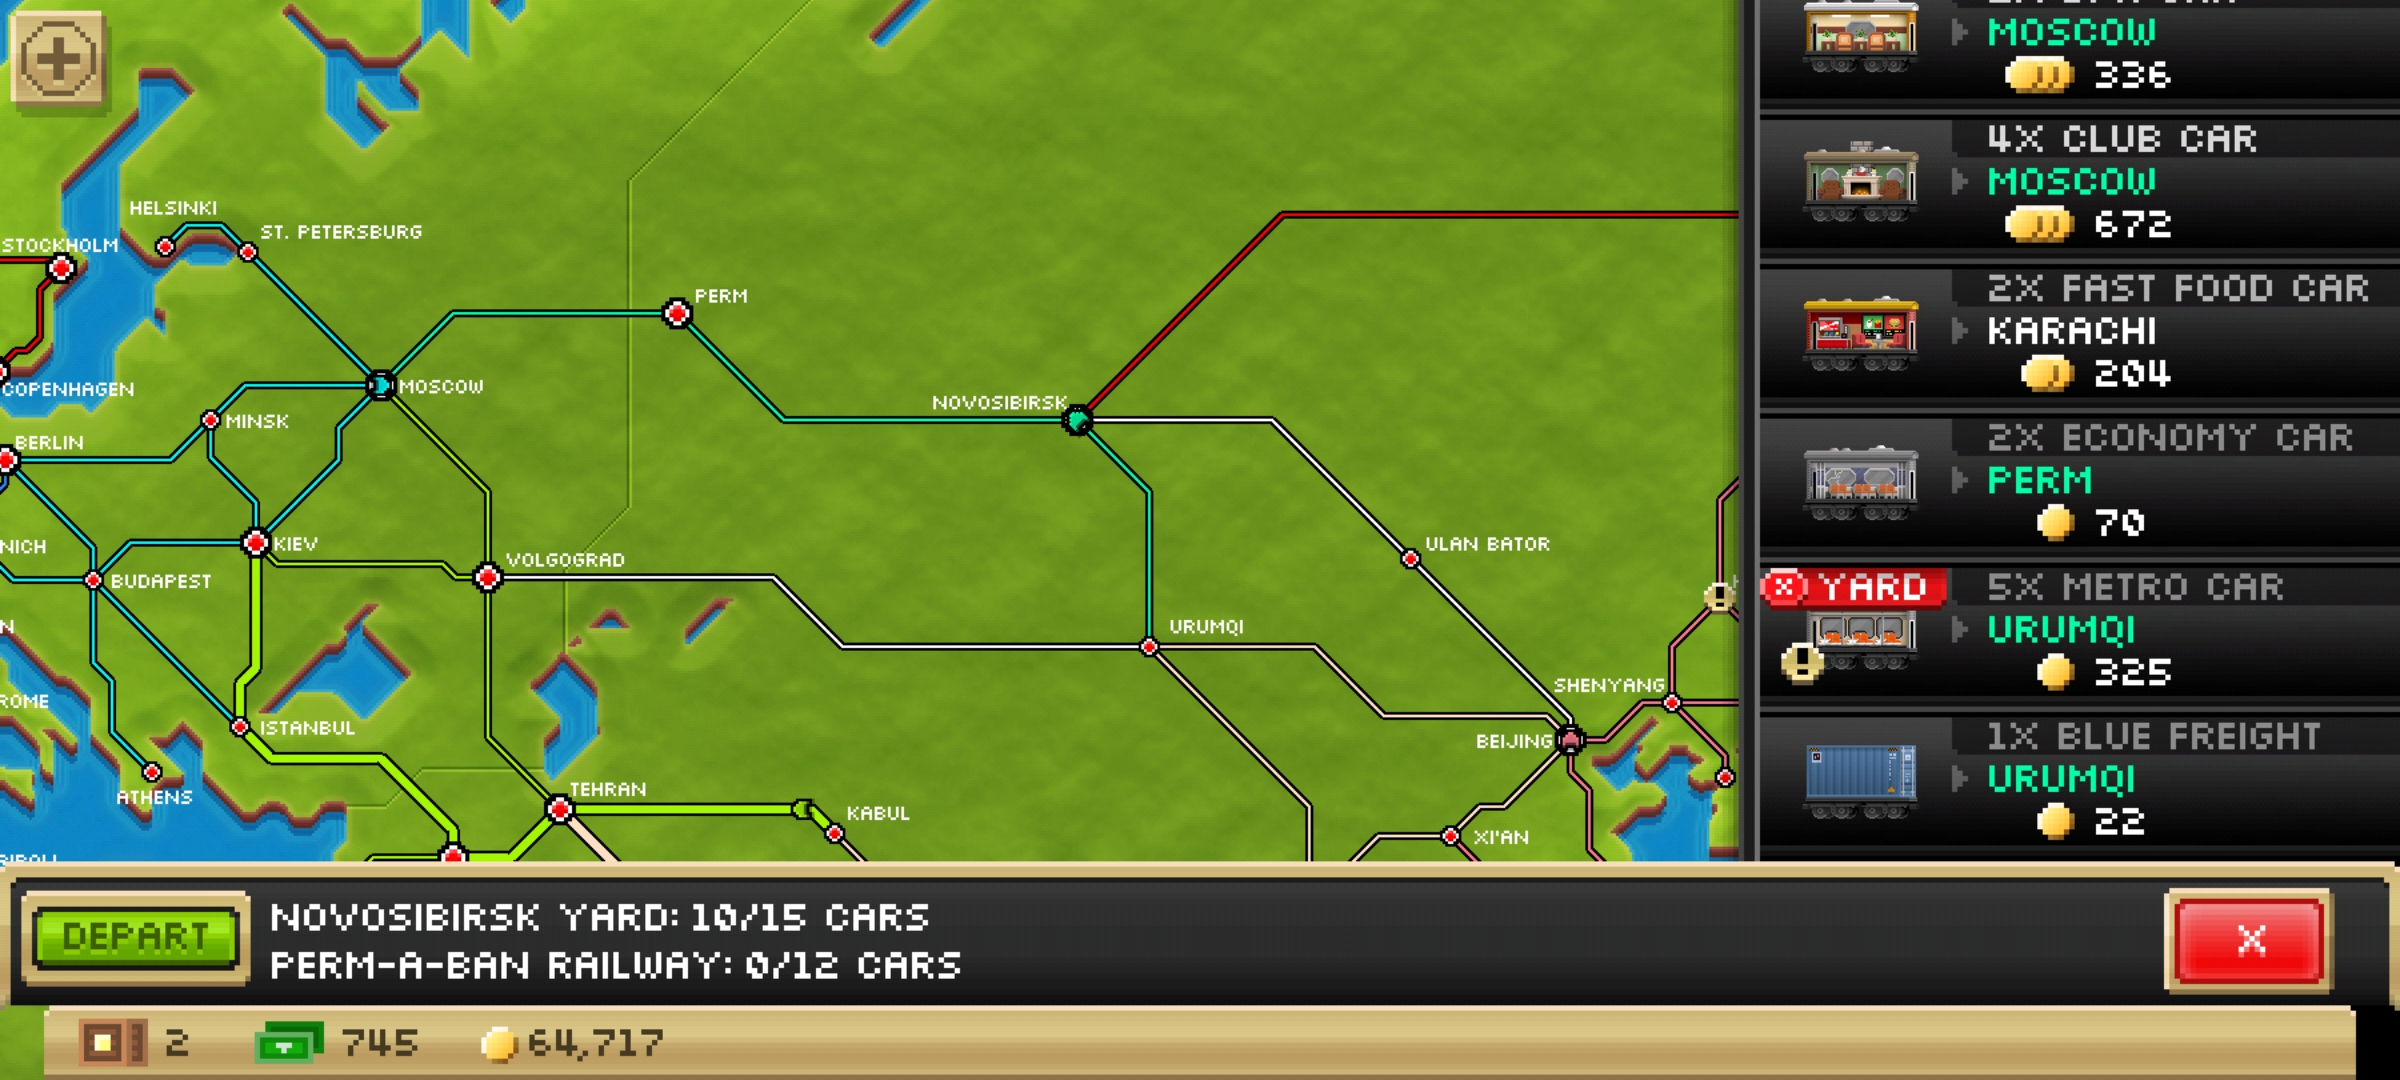 HELSINKI
ST. PETERSBURG
STOCKHOLM
PERM
COPENHAGEN
MOSCOW
NOVOSIBIRSK
MINSK
BERLIN
KIEV
NICH
ULAN BATOR
VOLGOGRAD
BUDAPEST
N
URUMQI
SHENYANG
ROME
ISTANBUL
BEIJING
TEHRAN
ATHENS
KABUL
XI'AN
MOSCOW
336
4X CLUB CAR
MOSCOW
672
2X FAST FOOD CAR
KARACHI
204
2X ECONOMY CAR
PERM
70
YARD
5X METRO CAR
URUMQI
325
1X BLUE FREIGHT
URUMQI
22
DEPART
NOVOSIBIRSK YARD: 10/15 CARS
PERM-A-BAN RAILWAY: 0/12 CARS
X
2
745
64,717